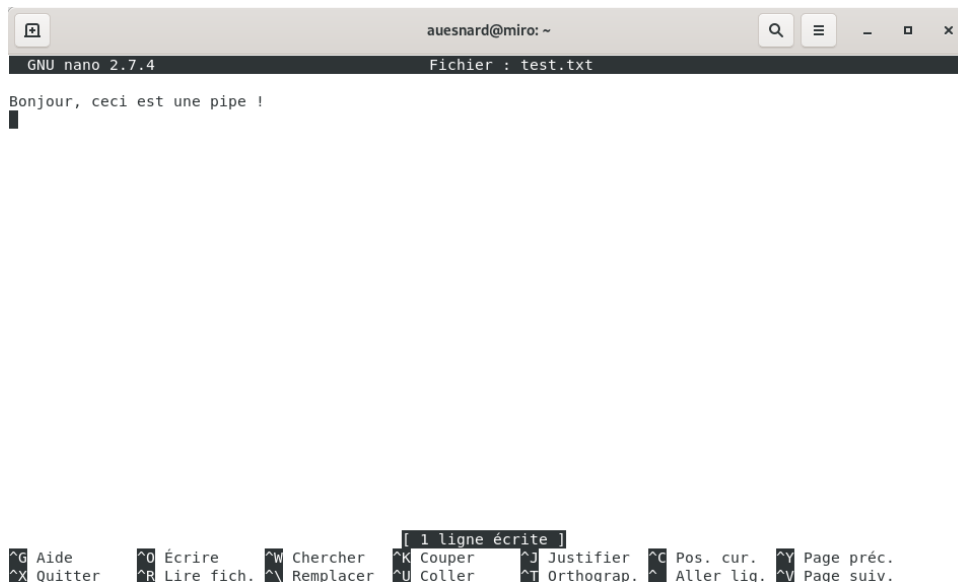 auesnard@miro: ~
GNU nano 2.7.4 Fichier : test.txt
Bonjour, ceci est une pipe !
[ 1 ligne écrite ]
^G Aide ^O Écrire ^W Chercher ^K Couper ^J Justifier ^C Pos. cur. ^Y Page préc.
^X Quitter ^R Lire fich. ^\ Remplacer ^U Coller ^T Orthograp. ^ Aller lig. ^V Page suiv.